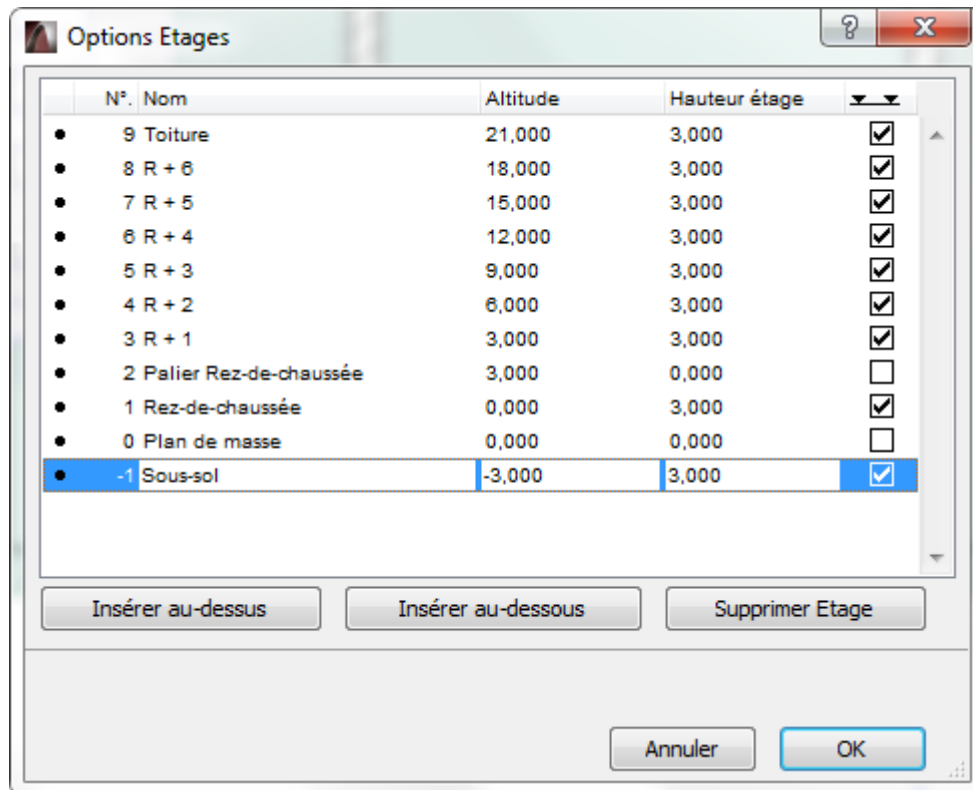 Options Etages
N°. Nom Altitude Hauteur étage
9 Toiture 21,000 3,000
8 R + 6 18,000 3,000
7 R + 5 15,000 3,000
6 R + 4 12,000 3,000
5 R + 3 9,000 3,000
4 R + 2 6,000 3,000
3 R + 1 3,000 3,000
2 Palier Rez-de-chaussée 3,000 0,000
1 Rez-de-chaussée 0,000 3,000
0 Plan de masse 0,000 0,000
-1 Sous-sol -3,000 3,000
Insérer au-dessus Insérer au-dessous Supprimer Etage
Annuler OK